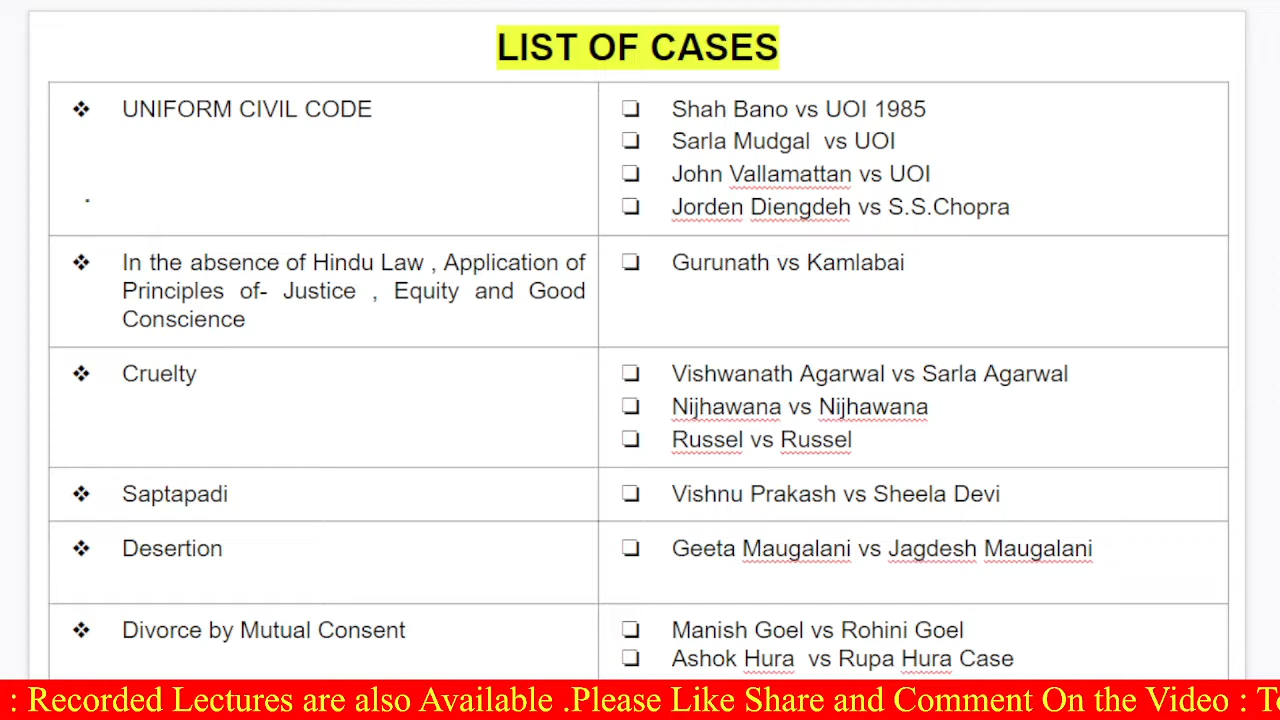 LIST OF CASES
❖ UNIFORM CIVIL CODE
❏ Shah Bano vs UOI 1985
❏ Sarla Mudgal vs UOI
❏ John Vallamattan vs UOI
❏ Jorden Diengdeh vs S.S.Chopra
❖ In the absence of Hindu Law , Application of
Principles of- Justice , Equity and Good
Conscience
❏ Gurunath vs Kamlabai
❖ Cruelty
❏ Vishwanath Agarwal vs Sarla Agarwal
❏ Nijhawana vs Nijhawana
❏ Russel vs Russel
❖ Saptapadi
❏ Vishnu Prakash vs Sheela Devi
❖ Desertion
❏ Geeta Maugalani vs Jagdesh Maugalani
❖ Divorce by Mutual Consent
❏ Manish Goel vs Rohini Goel
❏ Ashok Hura vs Rupa Hura Case
: Recorded Lectures are also Available .Please Like Share and Comment On the Video :